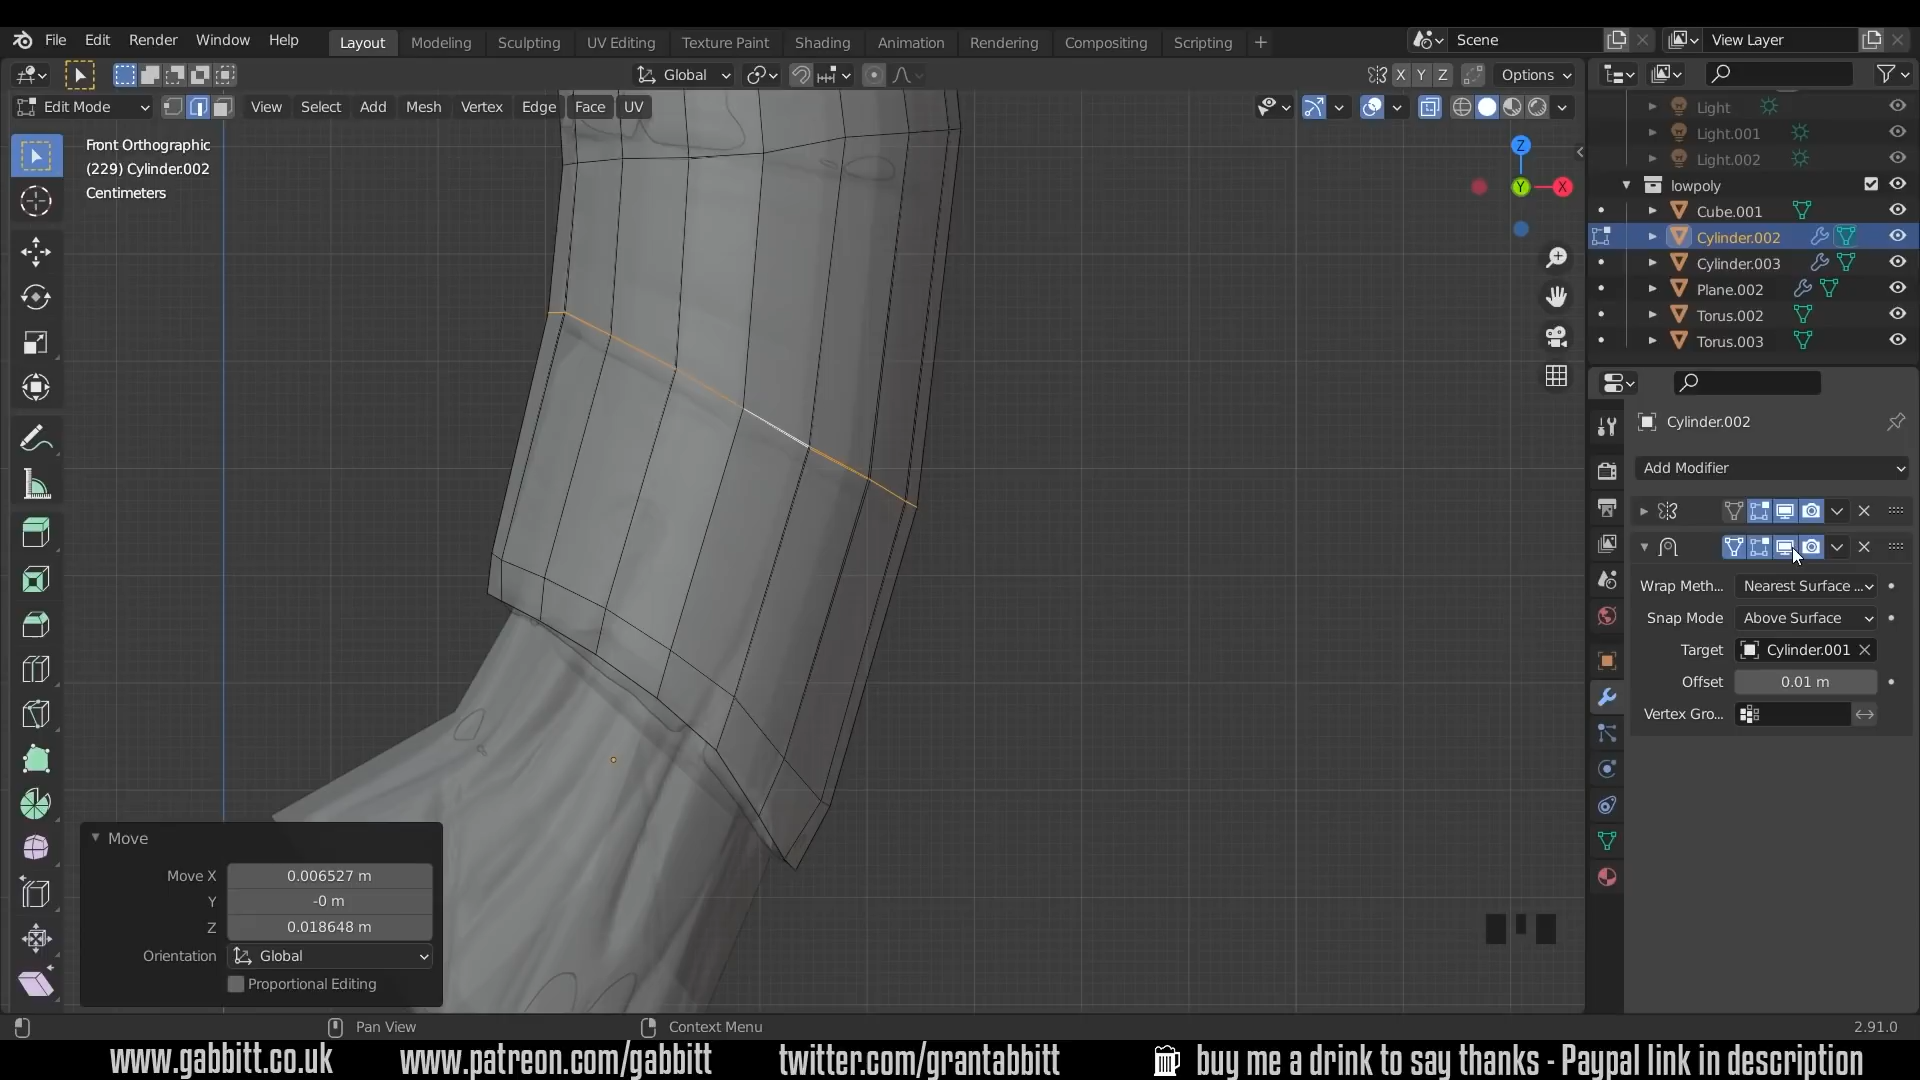 File Edit Render Window Help Layout Modeling Sculpting UV Editing Texture Paint Shading Animation Rendering Compositing Scripting + Scene View Layer
Global X Y Z Options
Edit Mode View Select Add Mesh Vertex Edge Face UV
Front Orthographic
(229) Cylinder.002
Centimeters
Z
Y
X
Light
Light.001
Light.002
lowpoly
Cube.001
Cylinder.002
Cylinder.003
Plane.002
Torus.002
Torus.003
Cylinder.002
Add Modifier
Wrap Meth... Nearest Surface ...
Snap Mode Above Surface
Target Cylinder.001
Offset 0.01 m
Vertex Gro...
Move
Move X 0.006527 m
Y -0 m
Z 0.018648 m
Orientation Global
Proportional Editing
Pan View Context Menu 2.91.0
www.gabbitt.co.uk www.patreon.com/gabbitt twitter.com/grantabbitt buy me a drink to say thanks - Paypal link in description